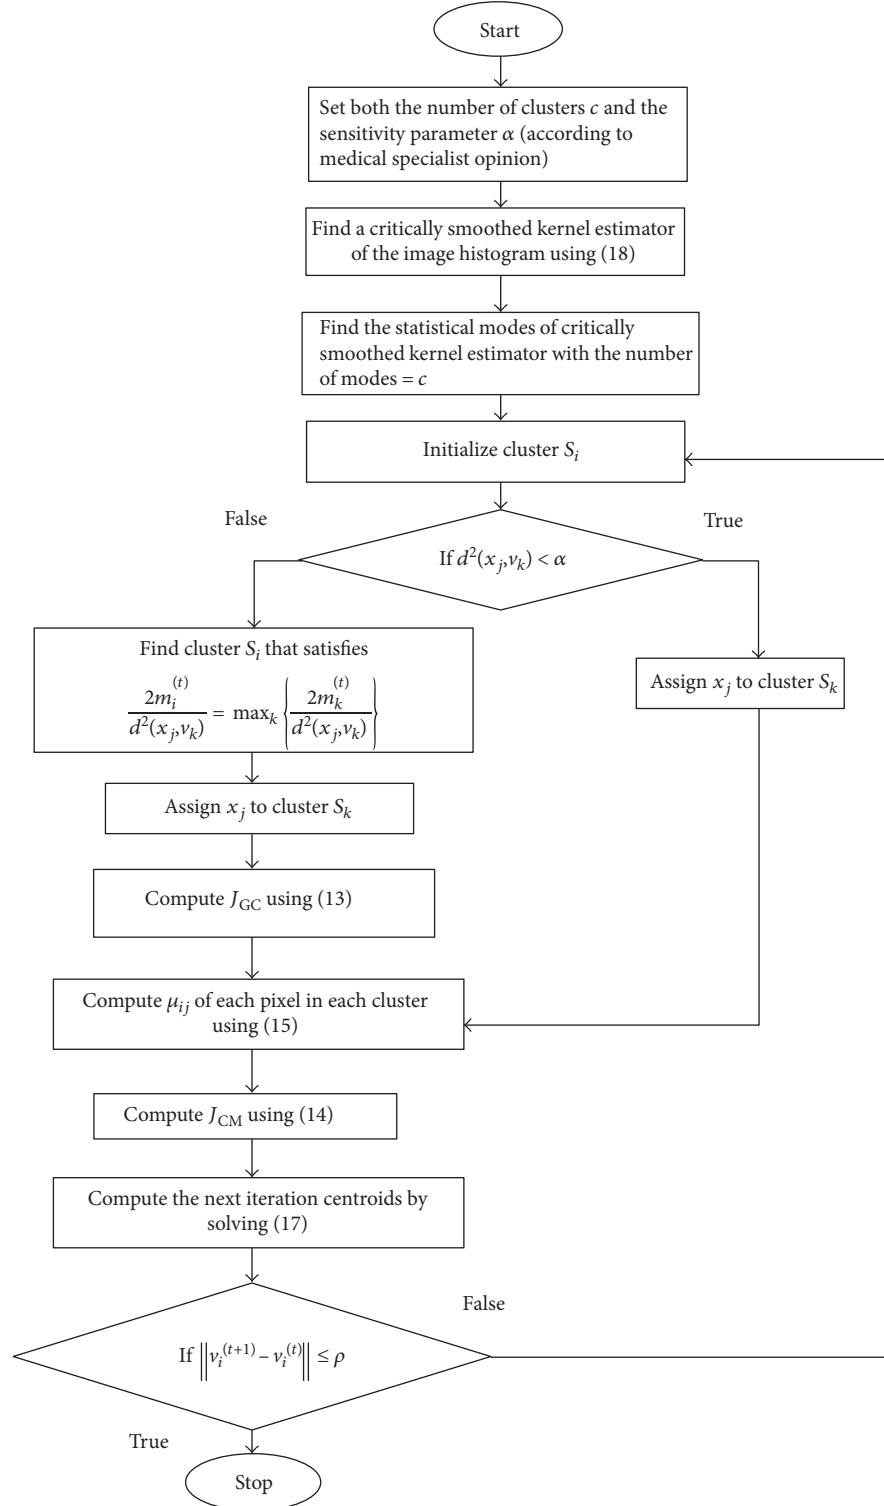 Start
Set both the number of clusters c and the
sensitivity parameter α (according to
medical specialist opinion)
Find a critically smoothed kernel estimator
of the image histogram using (18)
Find the statistical modes of critically
smoothed kernel estimator with the number
of modes = c
Initialize cluster S_i
False
True
If d²(x_j,v_k) < α
Find cluster S_i that satisfies
2m_i^(t) / d²(x_j,v_k) = max_k {2m_k^(t) / d²(x_j,v_k)}
Assign x_j to cluster S_k
Assign x_j to cluster S_k
Compute J_GC using (13)
Compute μ_ij of each pixel in each cluster
using (15)
Compute J_CM using (14)
Compute the next iteration centroids by
solving (17)
False
If ||v_i^(t+1) – v_i^(t)|| ≤ ρ
True
Stop